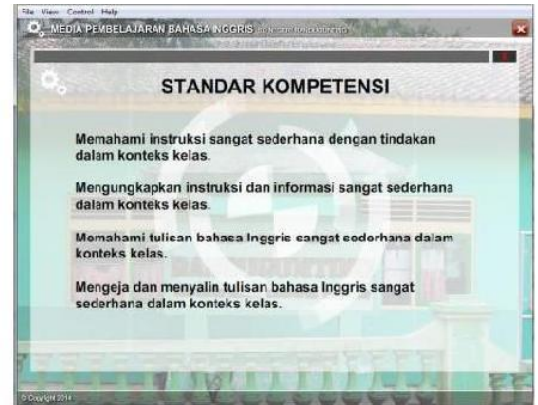 File View Control Help
MEDIA PEMBELAJARAN BAHASA INGGRIS
STANDAR KOMPETENSI
Memahami instruksi sangat sederhana dengan tindakan
dalam konteks kelas.
Mengungkapkan instruksi dan informasi sangat sederhana
dalam konteks kelas.
Memahami tulisan bahasa Inggris sangat sederhana dalam
konteks kelas.
Mengeja dan menyalin tulisan bahasa Inggris sangat
sederhana dalam konteks kelas.
© Copyright 2014